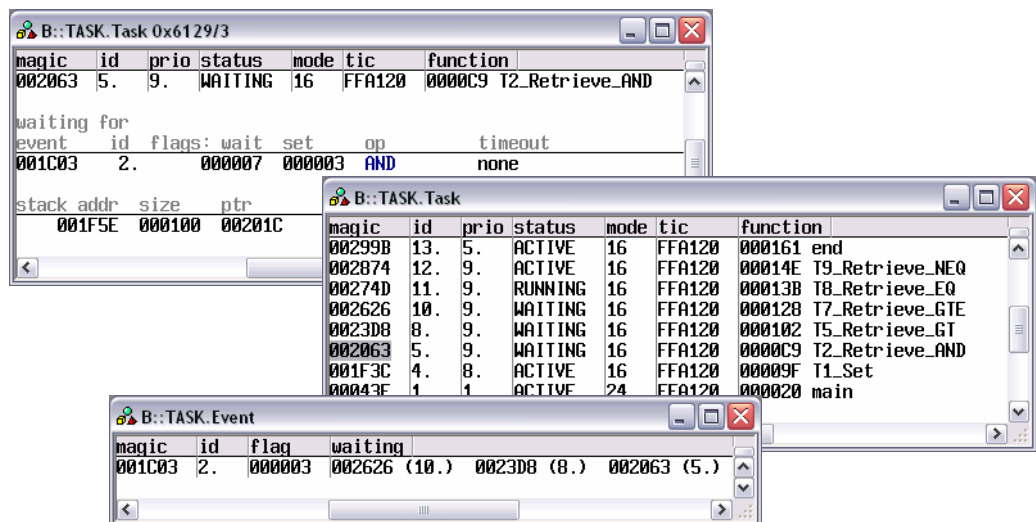 B::TASK.Task 0x6129/3
magic id prio status mode tic function
002063 5. 9. WAITING 16 FFA120 0000C9 T2_Retrieve_AND
waiting for
event id flags: wait set op timeout
001C03 2. 000007 000003 AND none
stack addr size ptr
001F5E 000100 00201C
B::TASK.Task
magic id prio status mode tic function
00299B 13. 5. ACTIVE 16 FFA120 000161 end
002874 12. 9. ACTIVE 16 FFA120 00014E T9_Retrieve_NEQ
00274D 11. 9. RUNNING 16 FFA120 00013B T8_Retrieve_EQ
002626 10. 9. WAITING 16 FFA120 000128 T7_Retrieve_GTE
0023D8 8. 9. WAITING 16 FFA120 000102 T5_Retrieve_GT
002063 5. 9. WAITING 16 FFA120 0000C9 T2_Retrieve_AND
001F3C 4. 8. ACTIVE 16 FFA120 00009F T1_Set
00043F 1 1 ACTIVE 24 FFA120 000020 main
B::TASK.Event
magic id flag waiting
001C03 2. 000003 002626 (10.) 0023D8 (8.) 002063 (5.)